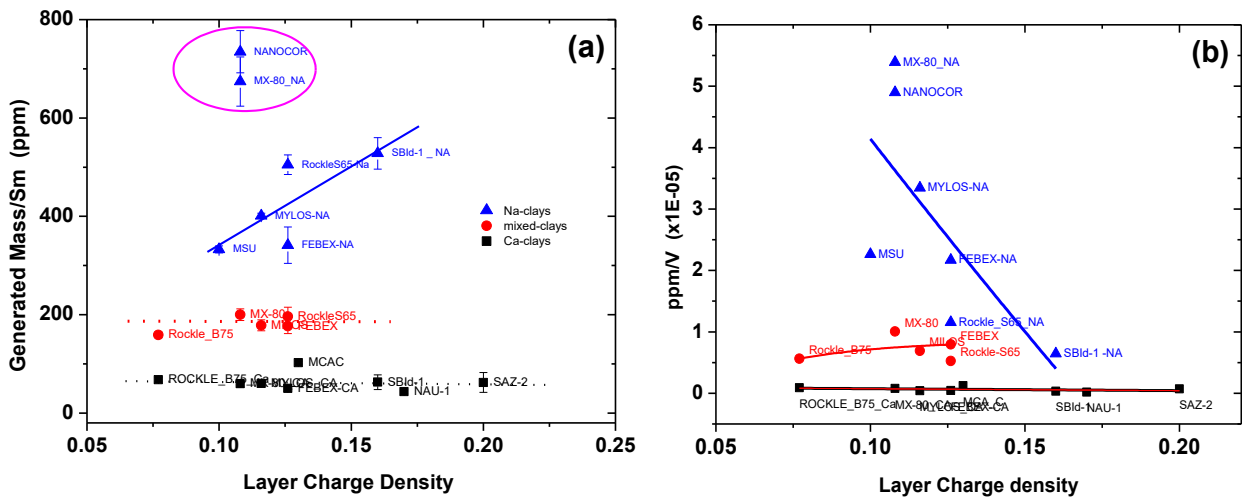 800
600
400
200
0
0.05
0.10
0.15
0.20
0.25
Generated Mass/Sm (ppm)
Layer Charge Density
(a)
NANOCOR
MX-80_NA
RockleS65-Na
SBId-1 _ NA
MYLOS-NA
MSU
FEBEX-NA
Na-clays
mixed-clays
Ca-clays
MX-80
RockleS65
FEBEX
Rockle_B75
MCAC
ROCKLE_B75_Ca
FEBEX-CA
SBId-1
NAU-1
SAZ-2
6
5
4
3
2
1
0
0.10
0.15
0.20
ppm/V (x1E-05)
Layer Charge density
(b)
MX-80_NA
NANOCOR
MYLOS-NA
MSU
FEBEX-NA
Rockle_S65_NA
SBId-1 -NA
MX-80
MILOS
FEBEX
Rockle_B75
Rockle-S65
ROCKLE_B75_Ca
MX-80_CA
MCA_C
SBId-1
NAU-1
SAZ-2